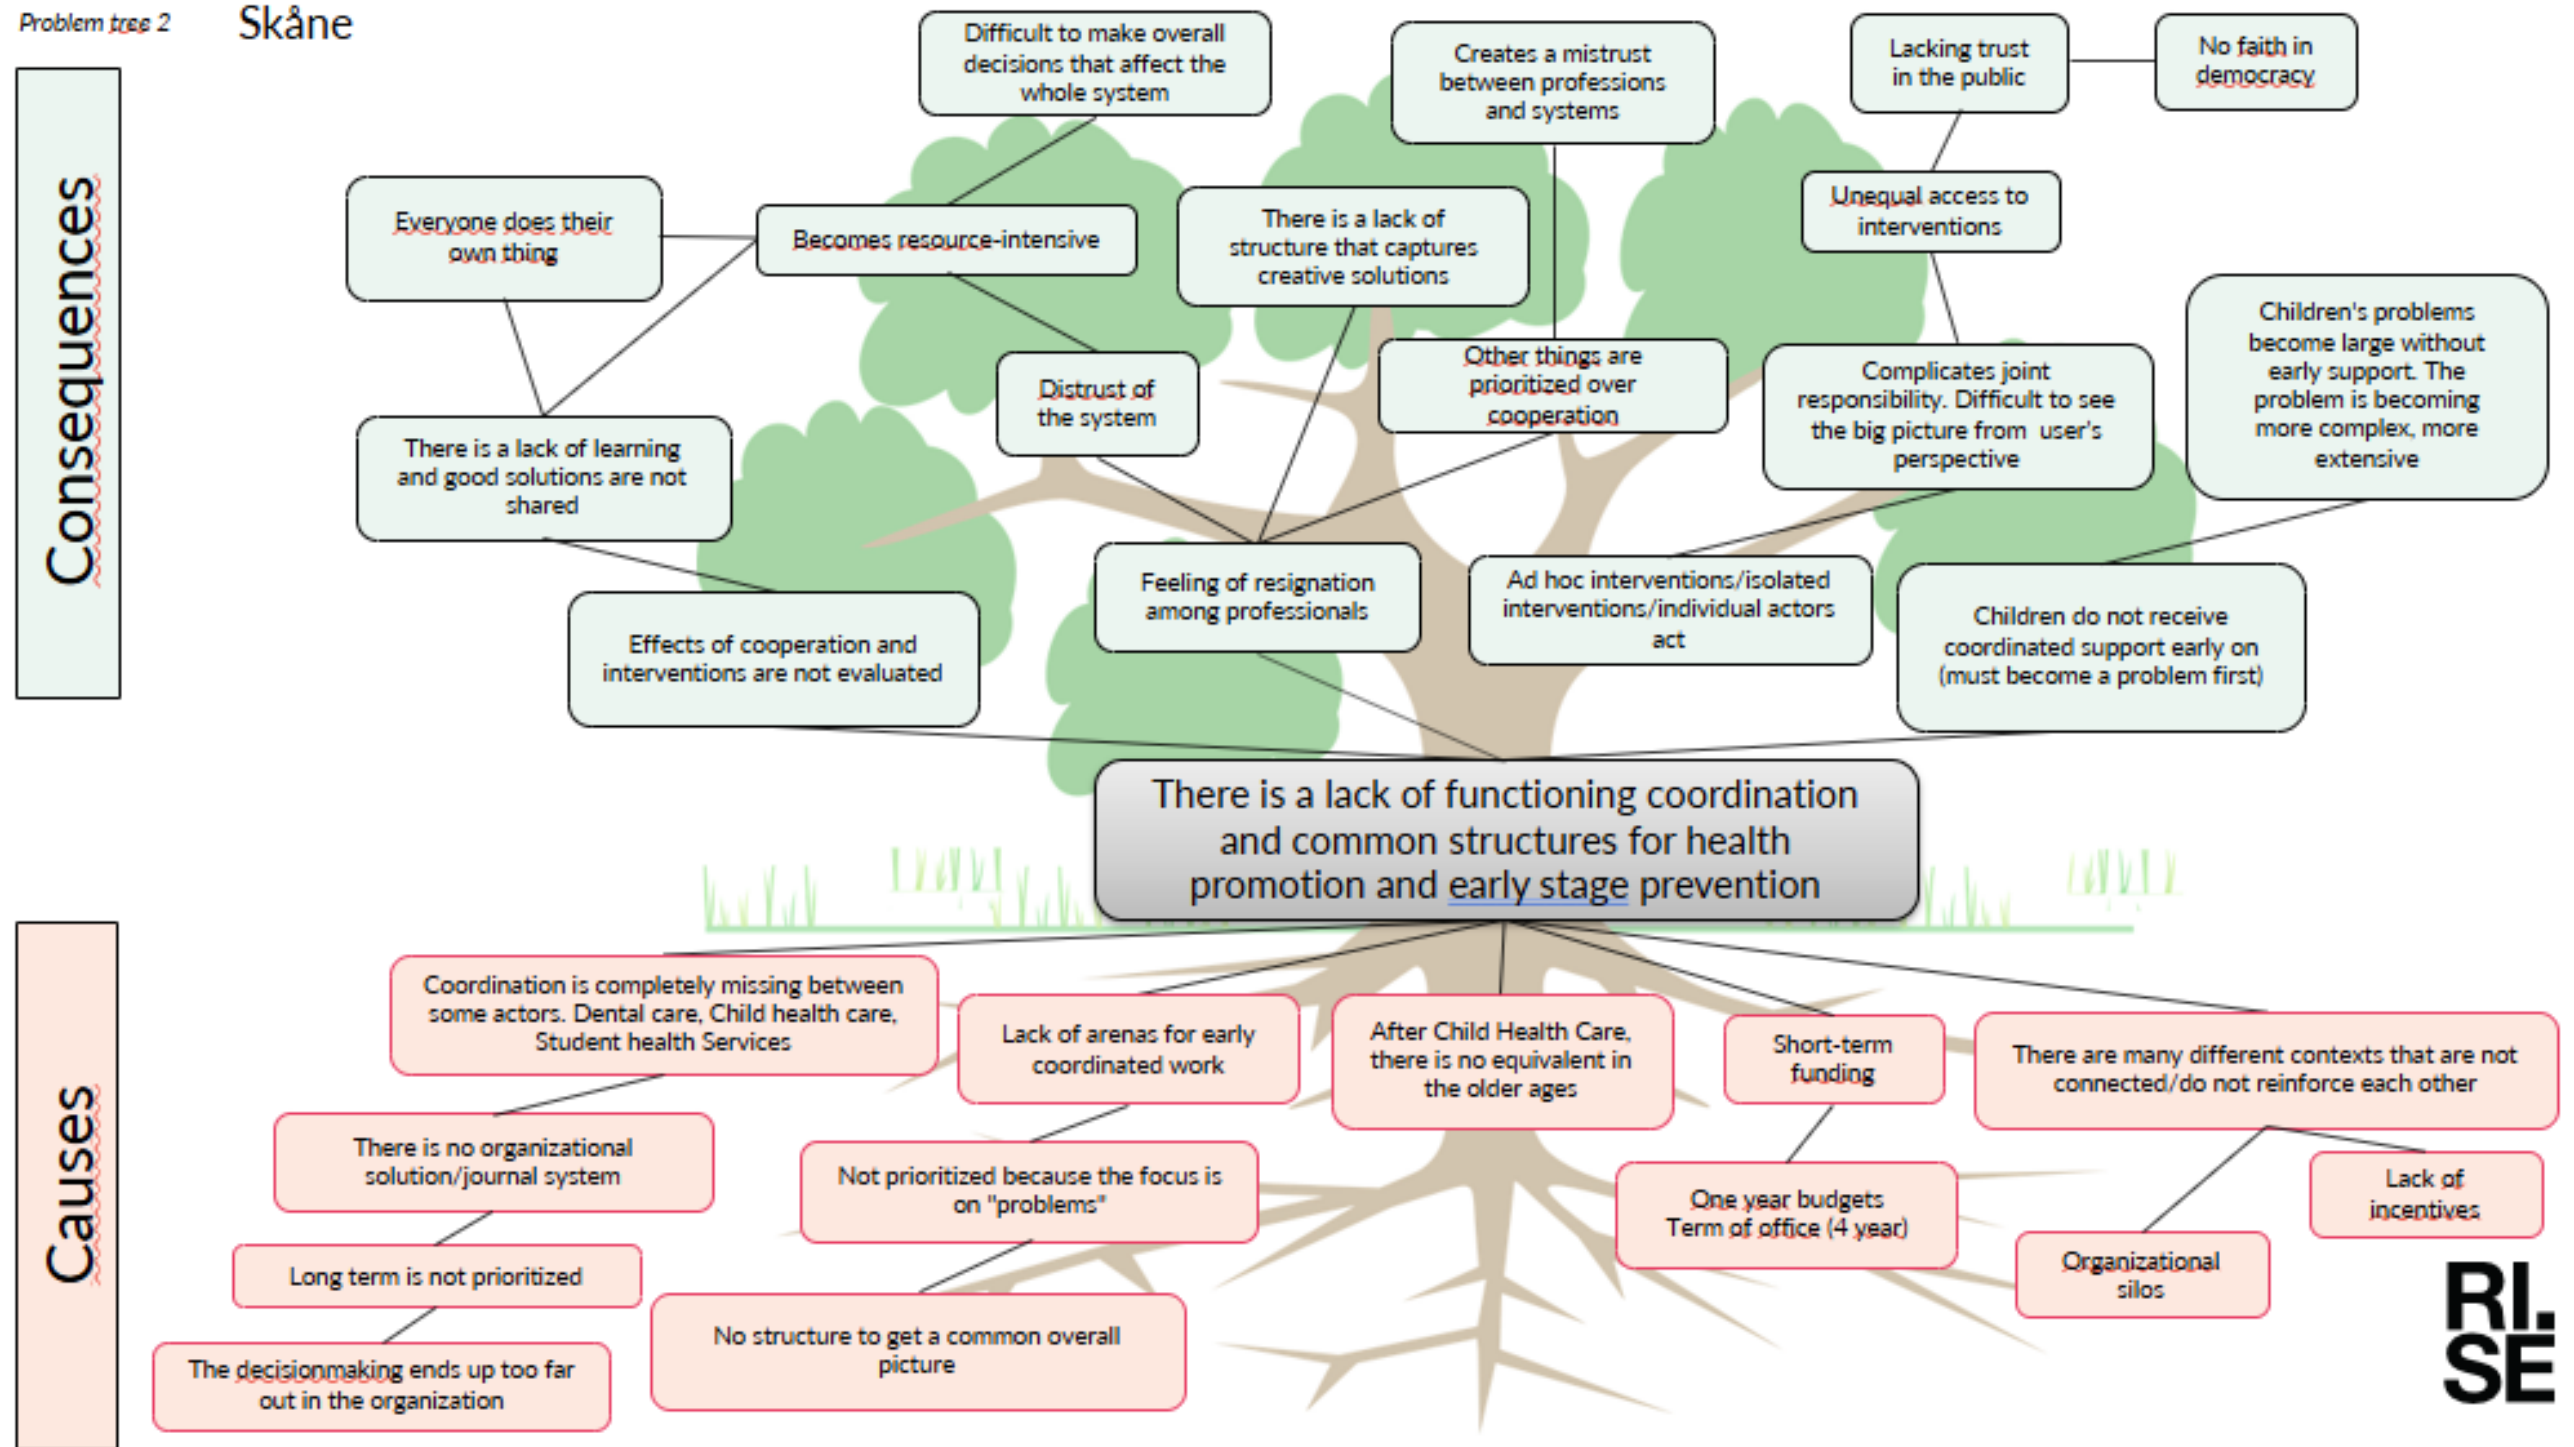 Problem tree 2
Skåne
Consequences
Difficult to make overall
decisions that affect the
whole system
Creates a mistrust
between professions
and systems
Lacking trust
in the public
No faith in
democracy
Everyone does their
own thing
Becomes resource-intensive
There is a lack of
structure that captures
creative solutions
Unequal access to
interventions
Distrust of
the system
Other things are
prioritized over
cooperation
Complicates joint
responsibility. Difficult to see
the big picture from  user's
perspective
Children's problems
become large without
early support. The
problem is becoming
more complex, more
extensive
There is a lack of learning
and good solutions are not
shared
Feeling of resignation
among professionals
Ad hoc interventions/isolated
interventions/individual actors
act
Children do not receive
coordinated support early on
(must become a problem first)
Effects of cooperation and
interventions are not evaluated
There is a lack of functioning coordination
and common structures for health
promotion and early stage prevention
Causes
Coordination is completely missing between
some actors. Dental care, Child health care,
Student health Services
Lack of arenas for early
coordinated work
After Child Health Care,
there is no equivalent in
the older ages
Short-term
funding
There are many different contexts that are not
connected/do not reinforce each other
There is no organizational
solution/journal system
Not prioritized because the focus is
on "problems"
One year budgets
Term of office (4 year)
Lack of
incentives
Organizational
silos
Long term is not prioritized
No structure to get a common overall
picture
The decisionmaking ends up too far
out in the organization
RI.
SE